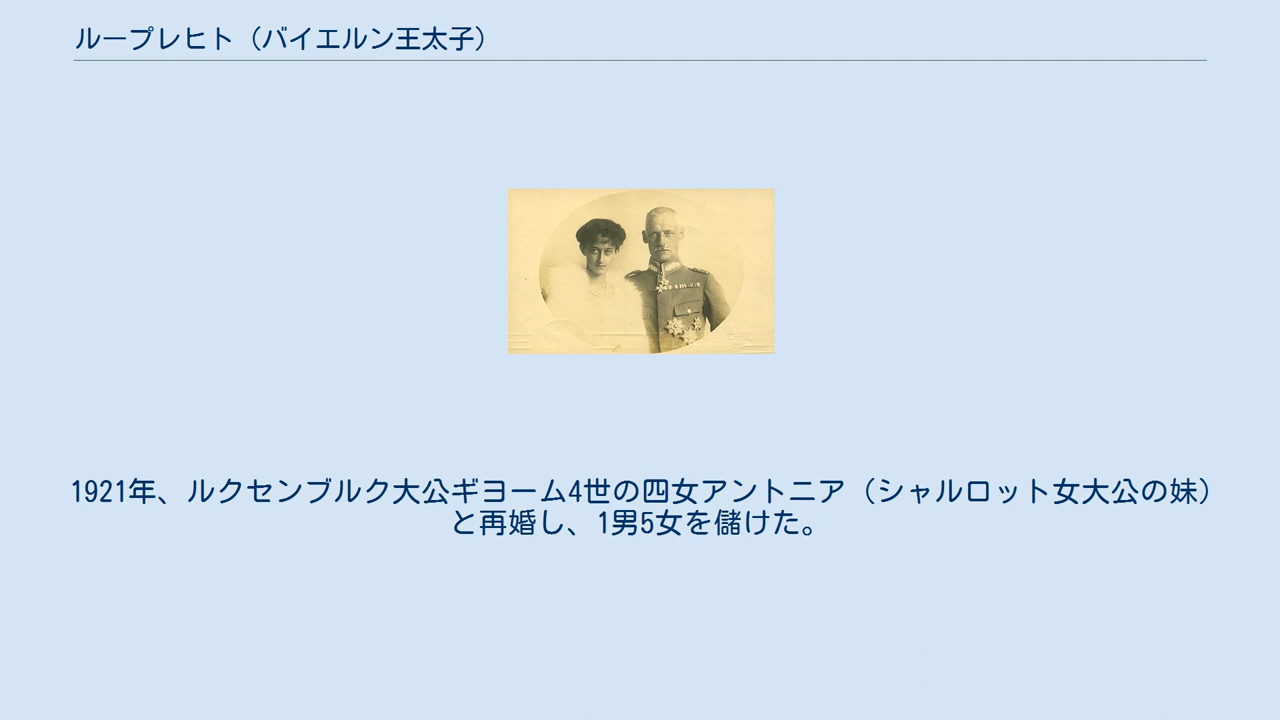 ループレヒト（バイエルン王太子）
1921年、ルクセンブルク大公ギヨーム4世の四女アントニア（シャルロット女大公の妹）
と再婚し、1男5女を儲けた。